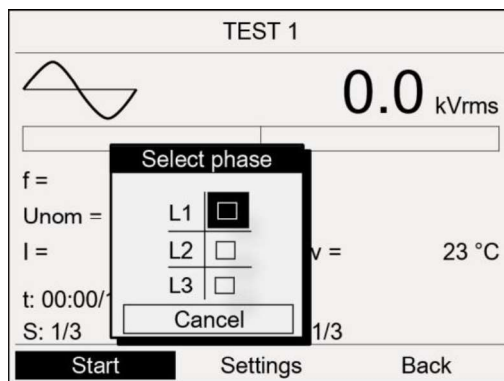 TEST 1
0.0 kVrms
Select phase
f =
Unom =
L1
I =
L2
v =
23 °C
L3
t: 00:00/
Cancel
S: 1/3
1/3
Start
Settings
Back